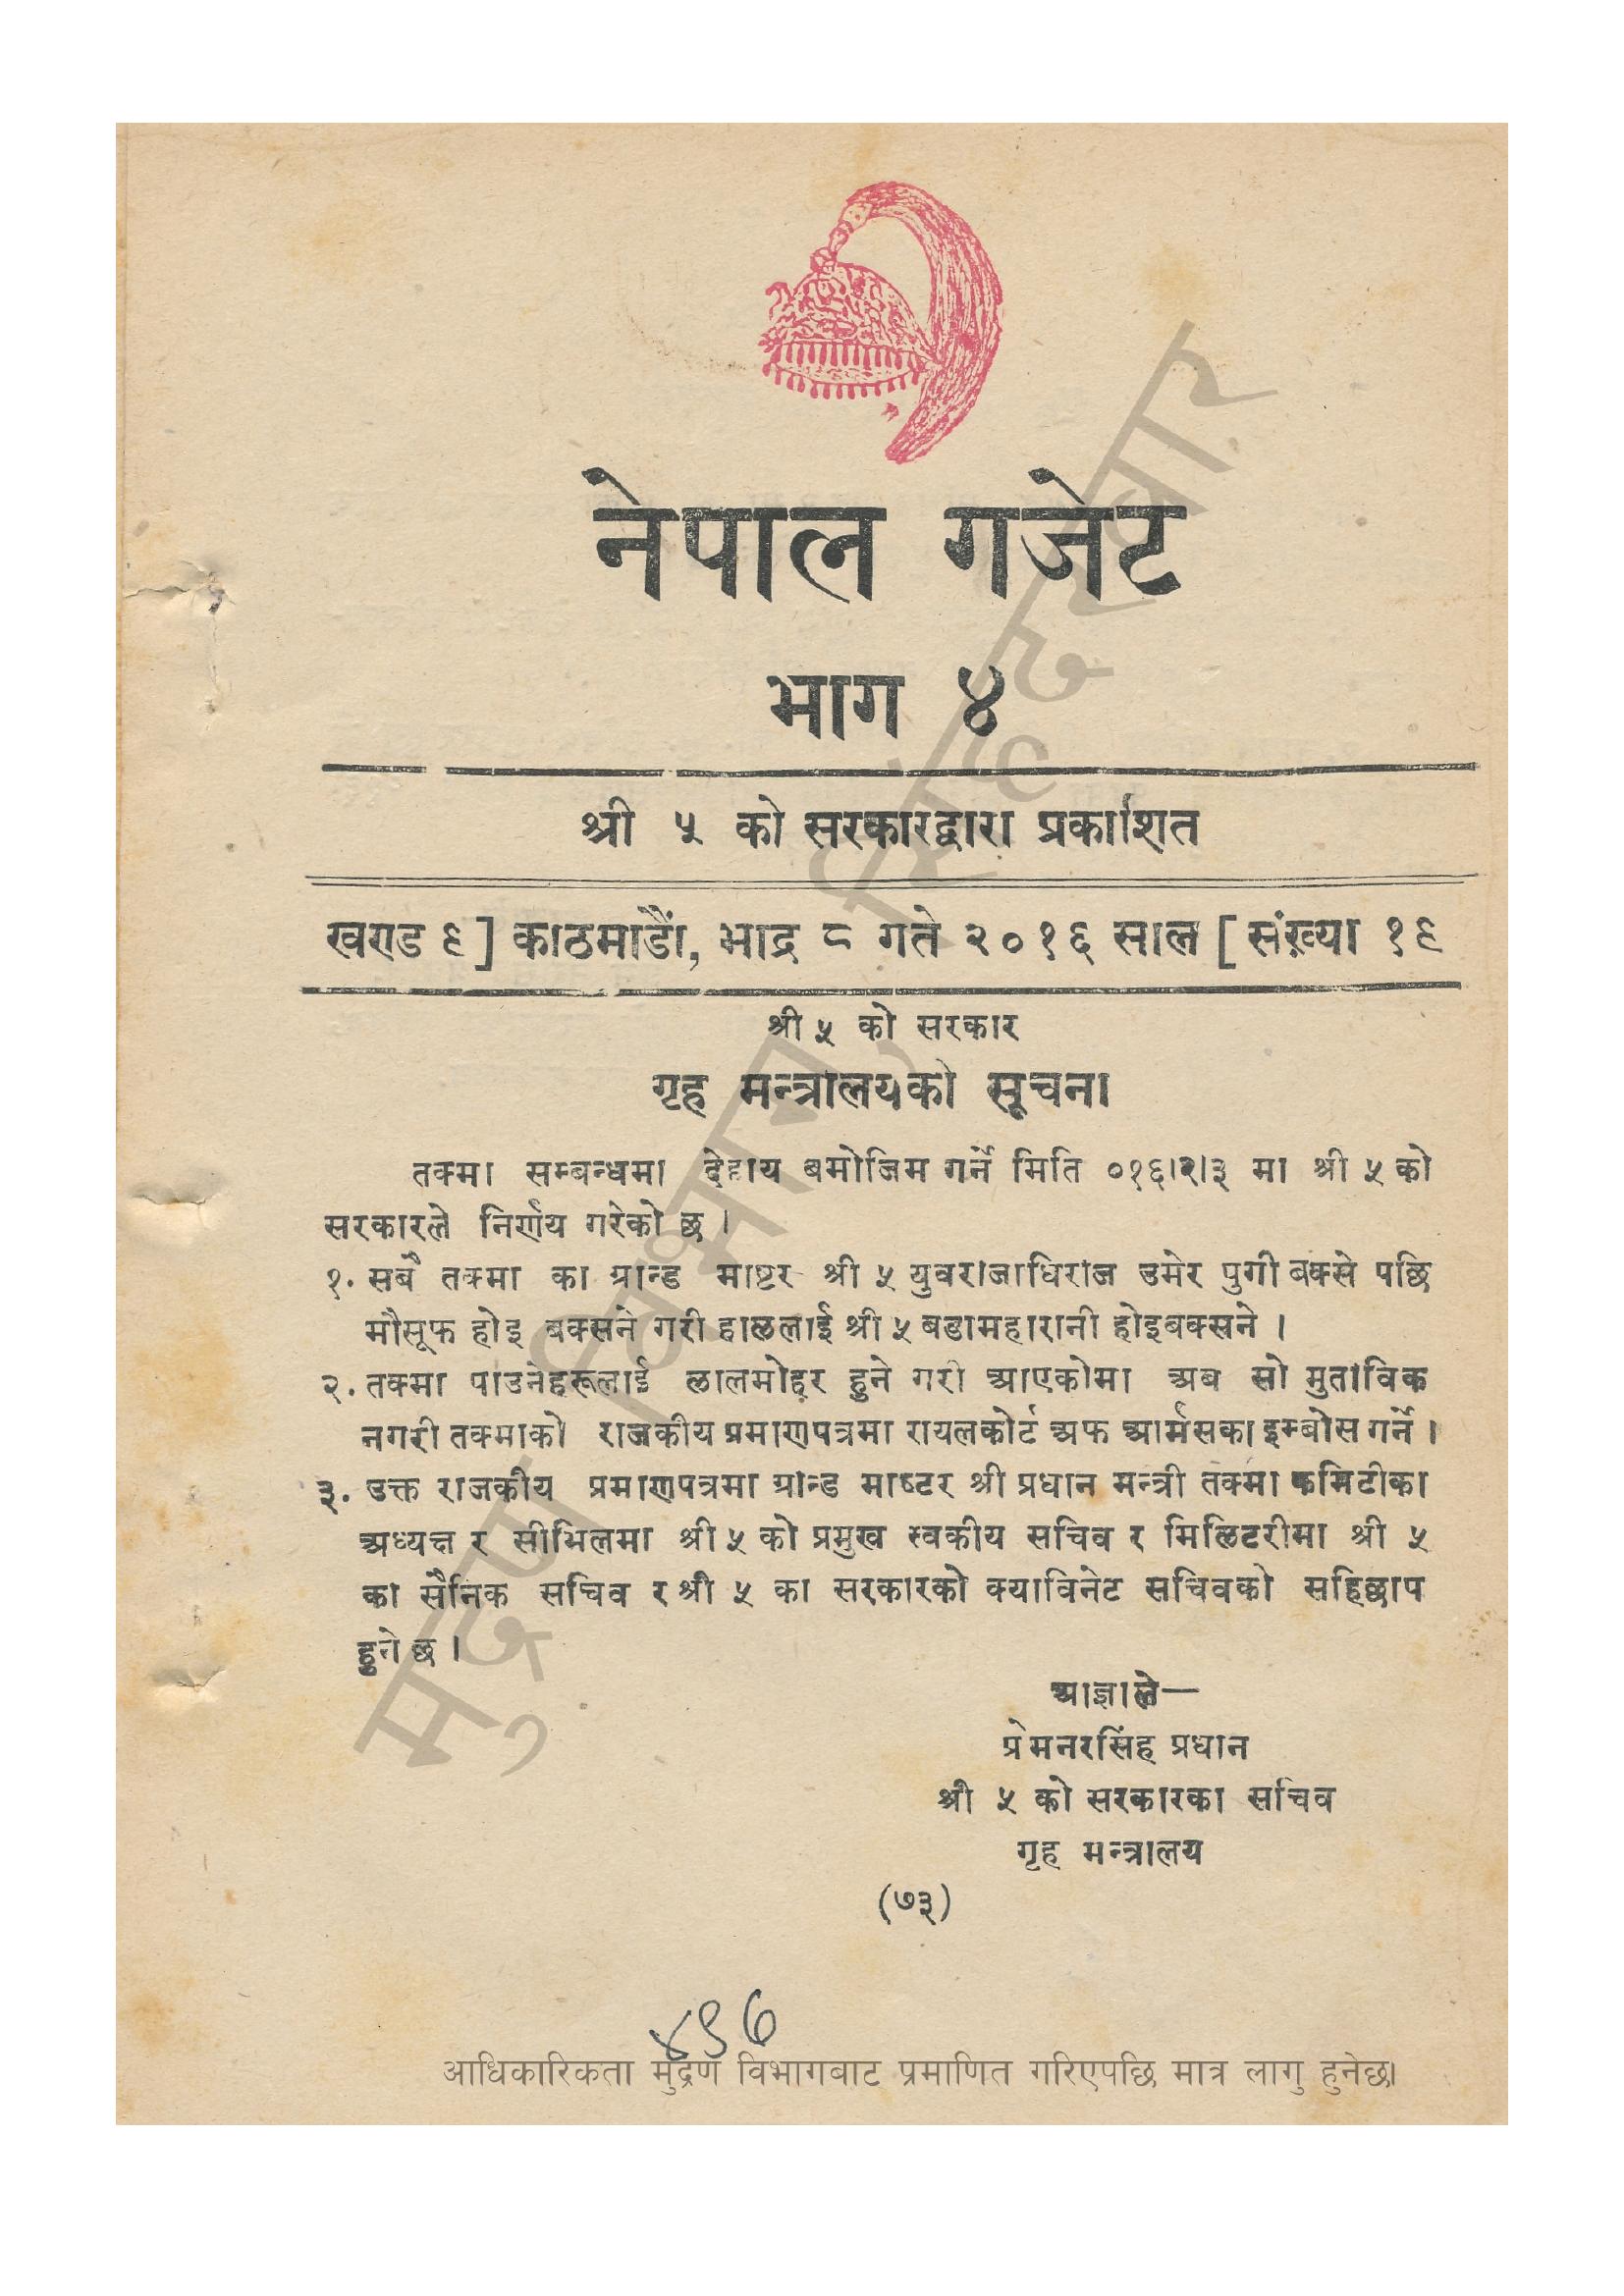 नेपाल गजेट
भाग ४
श्री ५ को सरकारद्वारा प्रकाशित
खण्ड ९] काठमाडौं, भाद्र ८ गते २०१६ साल [ संख्या १९
श्री ५ को सरकार
गृह मन्त्रालयको सूचना
तक्मा सम्बन्धमा देहाय बमोजिम गर्ने मिति ०१६।२।३ मा श्री ५ को
सरकारले निर्णय गरेको छ ।
१. सबै तक्मा का ग्रान्ड माष्टर श्री ५ युवराजाधिराज उमेर पुगी बक्से पछि
मौसूफ होइ बक्सने गरी हाललाई श्री ५ बडामहारानी होइबक्सने ।
२. तक्मा पाउनेहरूलाई लालमोहर हुने गरी आएकोमा अब सो मुताविक
नगरी तक्माको राजकीय प्रमाणपत्रमा रायलकोर्ट अफ आर्मसका इम्बोस गर्ने ।
३. उक्त राजकीय प्रमाणपत्रमा ग्रान्ड माष्टर श्री प्रधान मन्त्री तक्मा कमिटीका
अध्यक्ष र सीभिलमा श्री ५ को प्रमुख स्वकीय सचिव र मिलिटरीमा श्री ५
का सैनिक सचिव र श्री ५ का सरकारको क्याविनेट सचिवको सहिछाप
हुने छ ।
आज्ञाले—
प्रेमनरसिंह प्रधान
श्री ५ को सरकारका सचिव
गृह मन्त्रालय
(७३)
४९७
आधिकारिकता मुद्रण विभागबाट प्रमाणित गरिएपछि मात्र लागु हुनेछ।
मुद्रण विभाग, सिंहदरबार